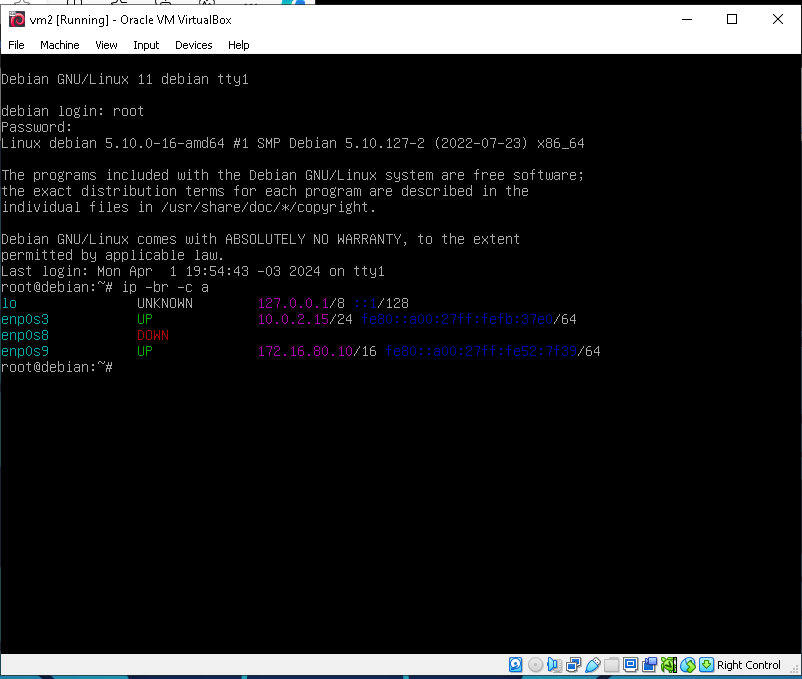 vm2 [Running] - Oracle VM VirtualBox
File Machine View Input Devices Help
Debian GNU/Linux 11 debian tty1
debian login: root
Password:
Linux debian 5.10.0-16-amd64 #1 SMP Debian 5.10.127-2 (2022-07-23) x86_64
The programs included with the Debian GNU/Linux system are free software;
the exact distribution terms for each program are described in the
individual files in /usr/share/doc/*/copyright.
Debian GNU/Linux comes with ABSOLUTELY NO WARRANTY, to the extent
permitted by applicable law.
Last login: Mon Apr  1 19:54:43 -03 2024 on tty1
root@debian:~# ip -br -c a
lo UNKNOWN 127.0.0.1/8 ::1/128
enp0s3 UP 10.0.2.15/24 fe80::a00:27ff:fefb:37e0/64
enp0s8 DOWN
enp0s9 UP 172.16.80.10/16 fe80::a00:27ff:fe52:7f39/64
root@debian:~#
Right Control